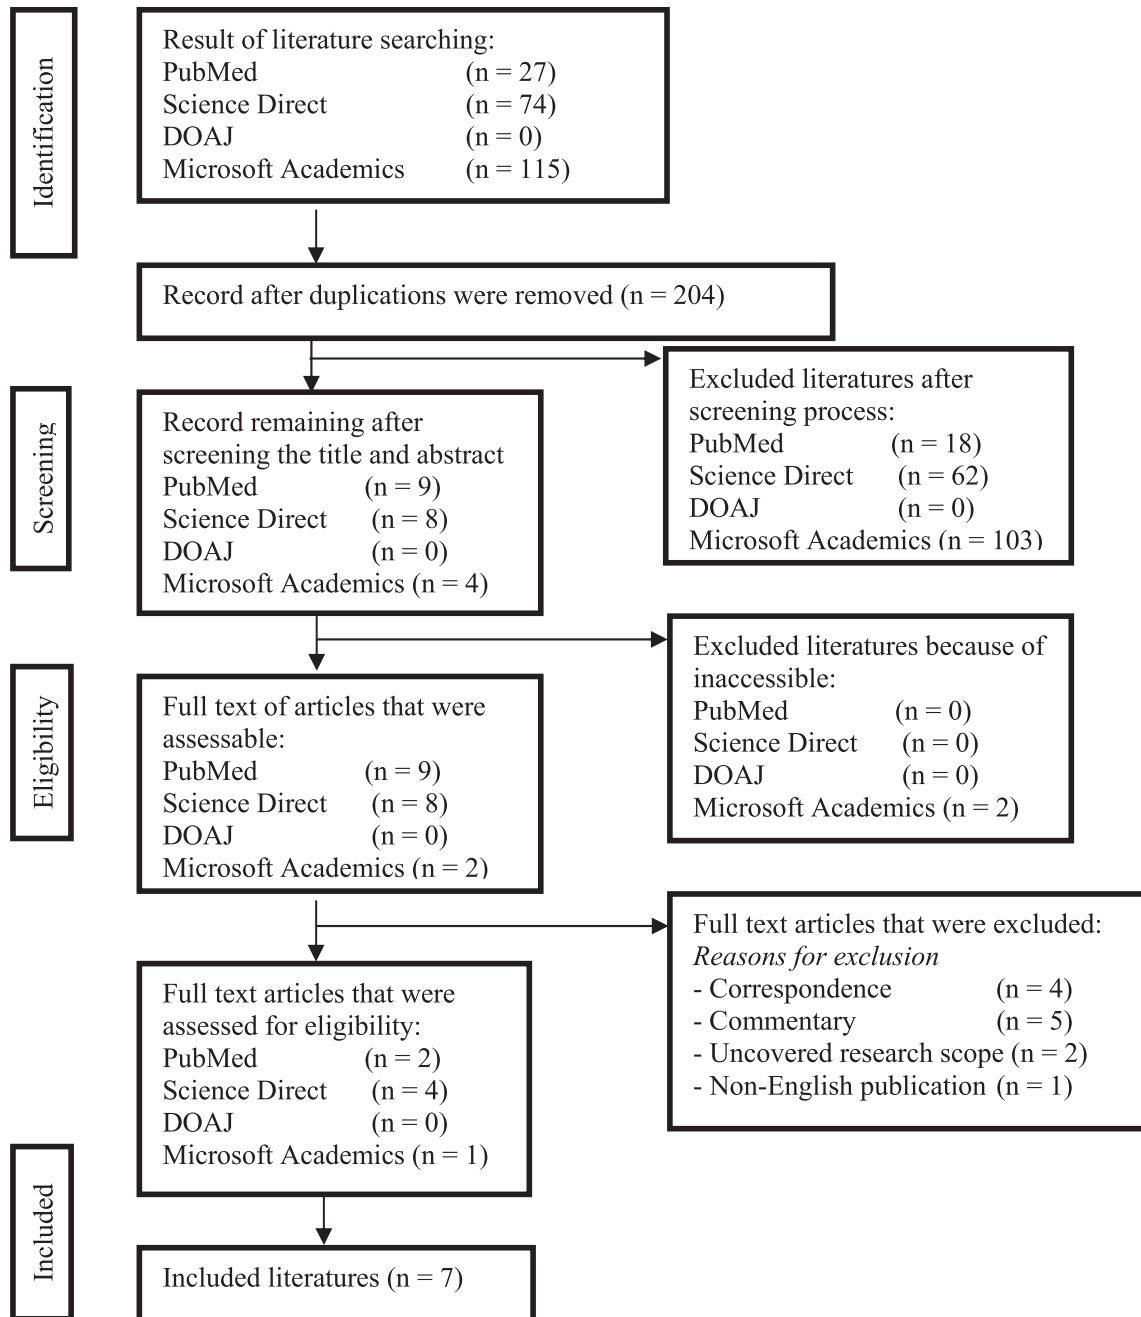 Identification
Result of literature searching:
PubMed (n = 27)
Science Direct (n = 74)
DOAJ (n = 0)
Microsoft Academics (n = 115)
Record after duplications were removed (n = 204)
Screening
Record remaining after
screening the title and abstract
PubMed (n = 9)
Science Direct (n = 8)
DOAJ (n = 0)
Microsoft Academics (n = 4)
Excluded literatures after
screening process:
PubMed (n = 18)
Science Direct (n = 62)
DOAJ (n = 0)
Microsoft Academics (n = 103)
Eligibility
Full text of articles that were
assessable:
PubMed (n = 9)
Science Direct (n = 8)
DOAJ (n = 0)
Microsoft Academics (n = 2)
Excluded literatures because of
inaccessible:
PubMed (n = 0)
Science Direct (n = 0)
DOAJ (n = 0)
Microsoft Academics (n = 2)
Full text articles that were
assessed for eligibility:
PubMed (n = 2)
Science Direct (n = 4)
DOAJ (n = 0)
Microsoft Academics (n = 1)
Full text articles that were excluded:
Reasons for exclusion
- Correspondence (n = 4)
- Commentary (n = 5)
- Uncovered research scope (n = 2)
- Non-English publication (n = 1)
Included
Included literatures (n = 7)